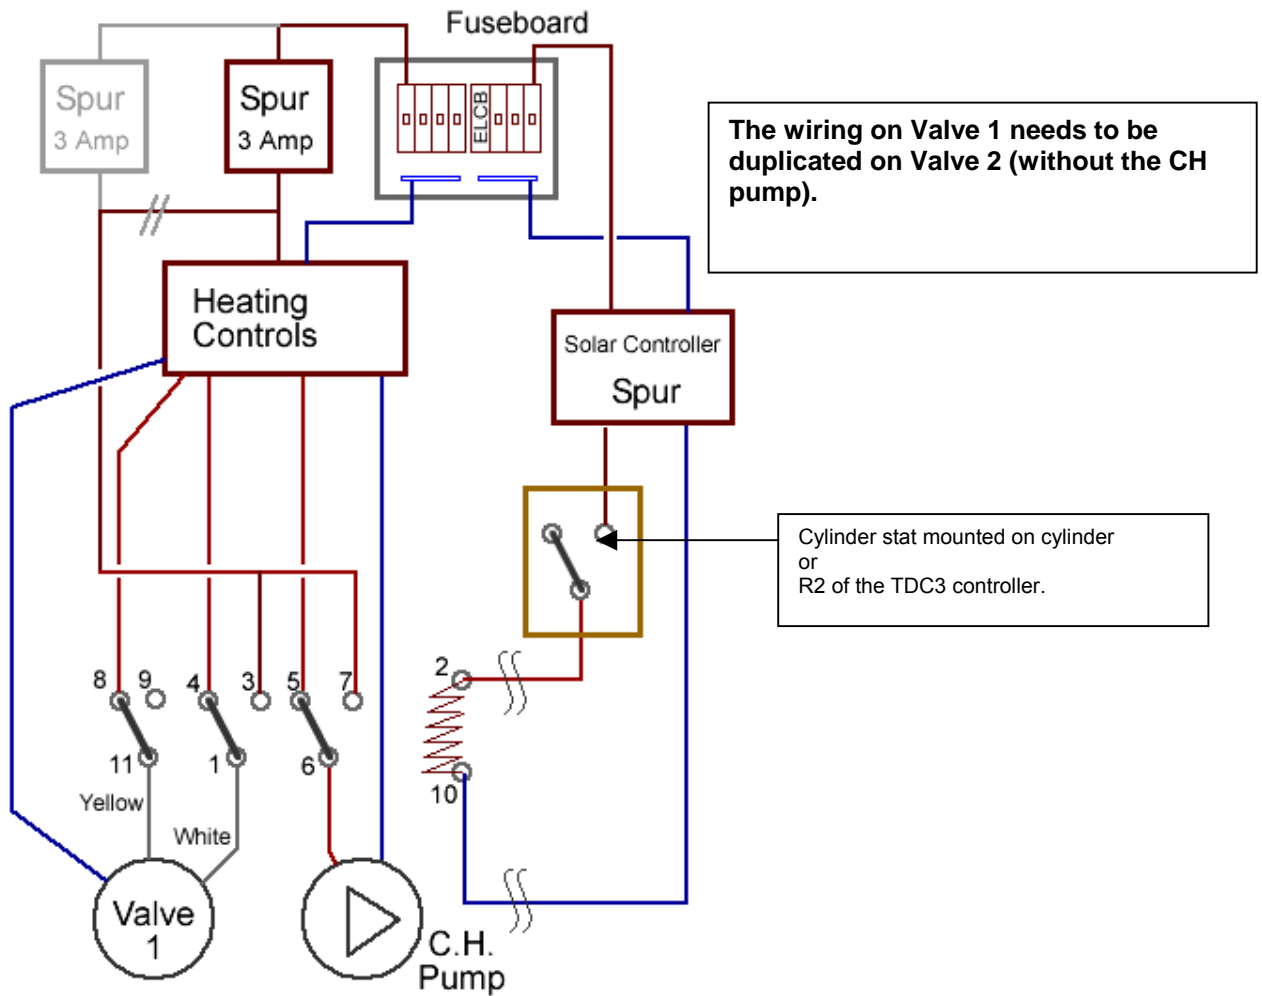 Fuseboard
Spur
3 Amp
Spur
3 Amp
ELCB
The wiring on Valve 1 needs to be
duplicated on Valve 2 (without the CH
pump).
Heating
Controls
Solar Controller
Spur
Cylinder stat mounted on cylinder
or
R2 of the TDC3 controller.
8 9 4 3 5 7
2
11 1 6
10
Yellow
White
Valve
1
C.H.
Pump